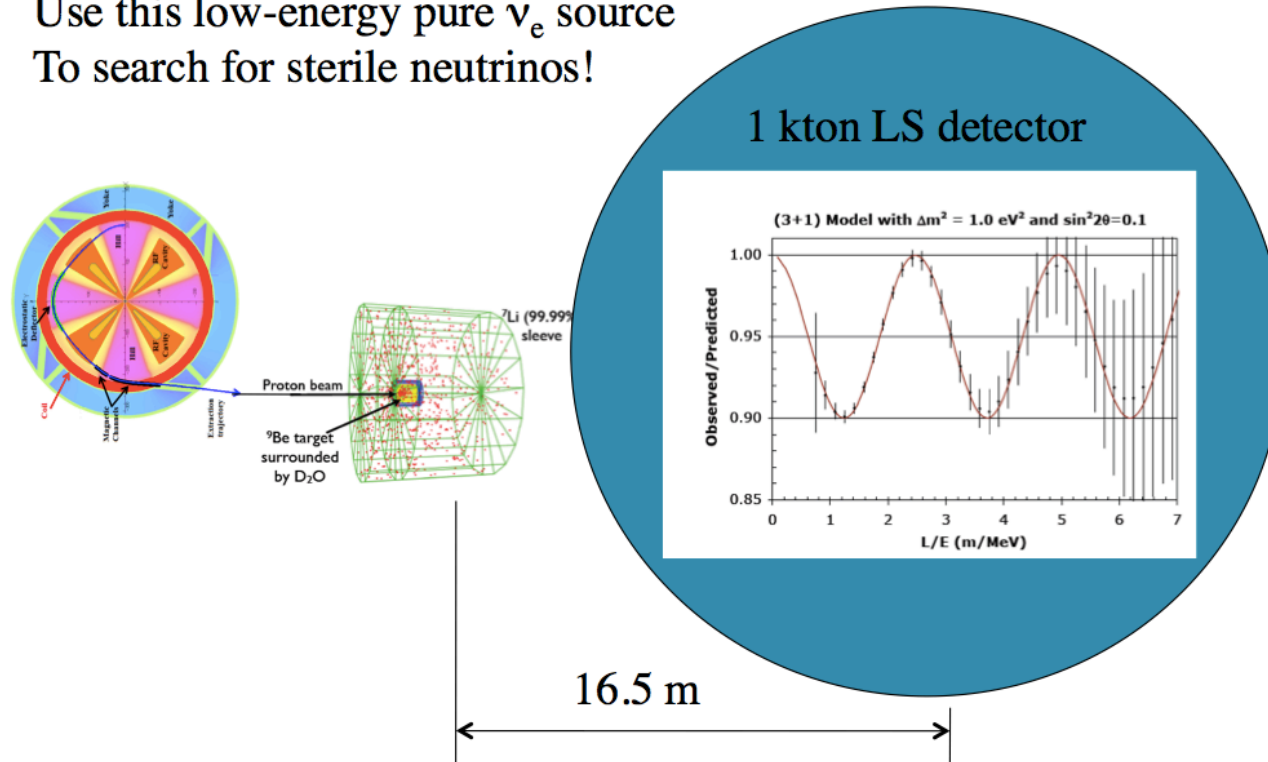 Use this low-energy pure νₑ source
To search for sterile neutrinos!
1 kton LS detector
(3+1) Model with Δm² = 1.0 eV² and sin²2θ=0.1
Observed/Predicted
1.00
0.95
0.90
0.85
0 1 2 3 4 5 6 7
L/E (m/MeV)
Yoke
Yoke
Hill
RF
Cavity
Electrostatic
Deflector
Hill
RF
Cavity
Coil
Magnetic
Channels
Extraction
trajectory
Proton beam
⁷Li (99.99%
sleeve
⁹Be target
surrounded
by D₂O
16.5 m